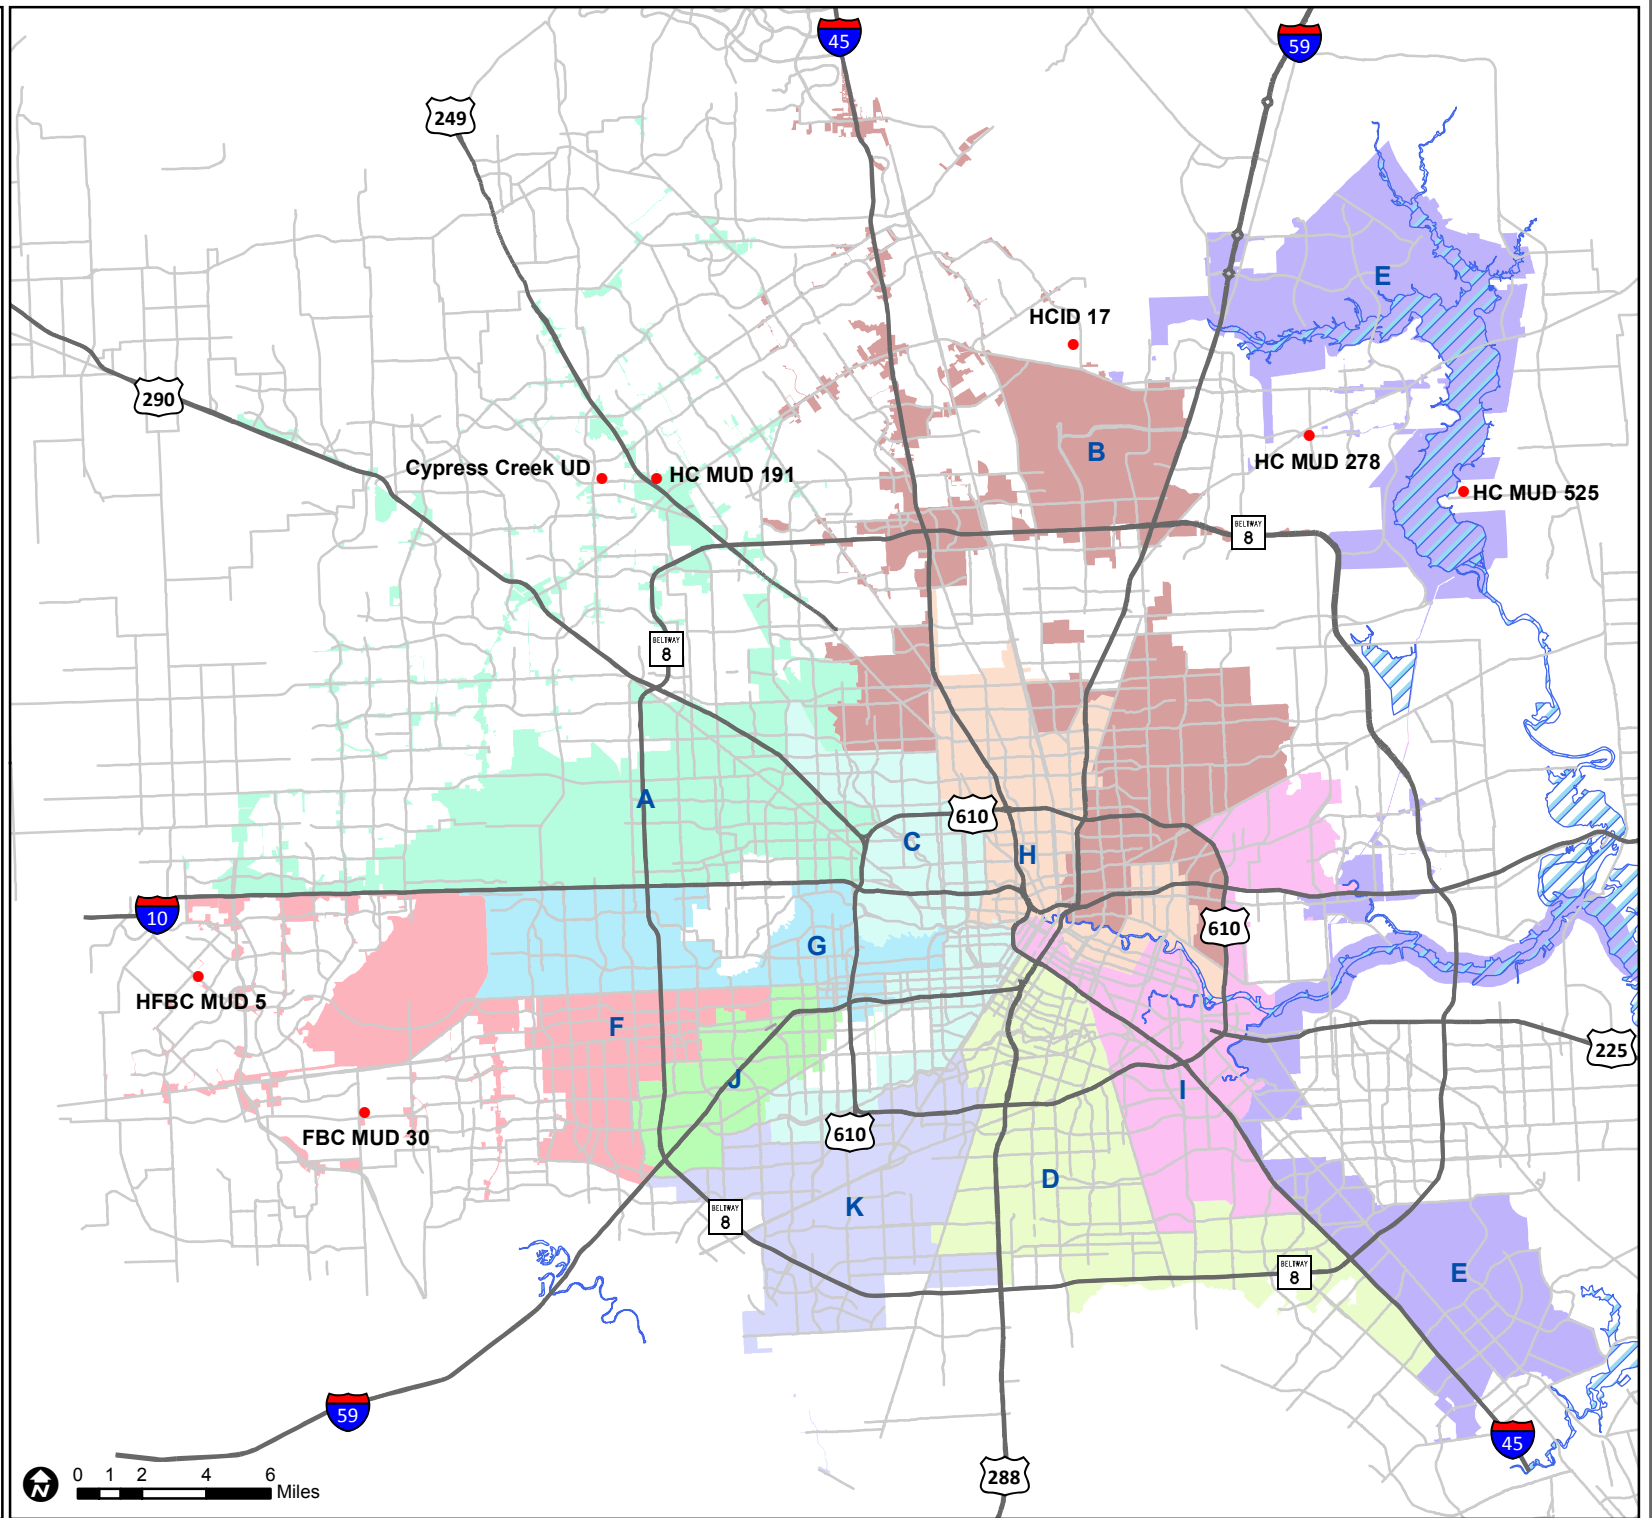 45
59
249
E
HCID 17
290
B
Cypress Creek UD
HC MUD 191
HC MUD 278
HC MUD 525
BELTWAY
8
BELTWAY
8
A
610
C
H
10
610
G
HFBC MUD 5
F
225
J
I
FBC MUD 30
610
D
K
BELTWAY
8
E
BELTWAY
8
59
45
288
N
0 1 2 4 6
Miles